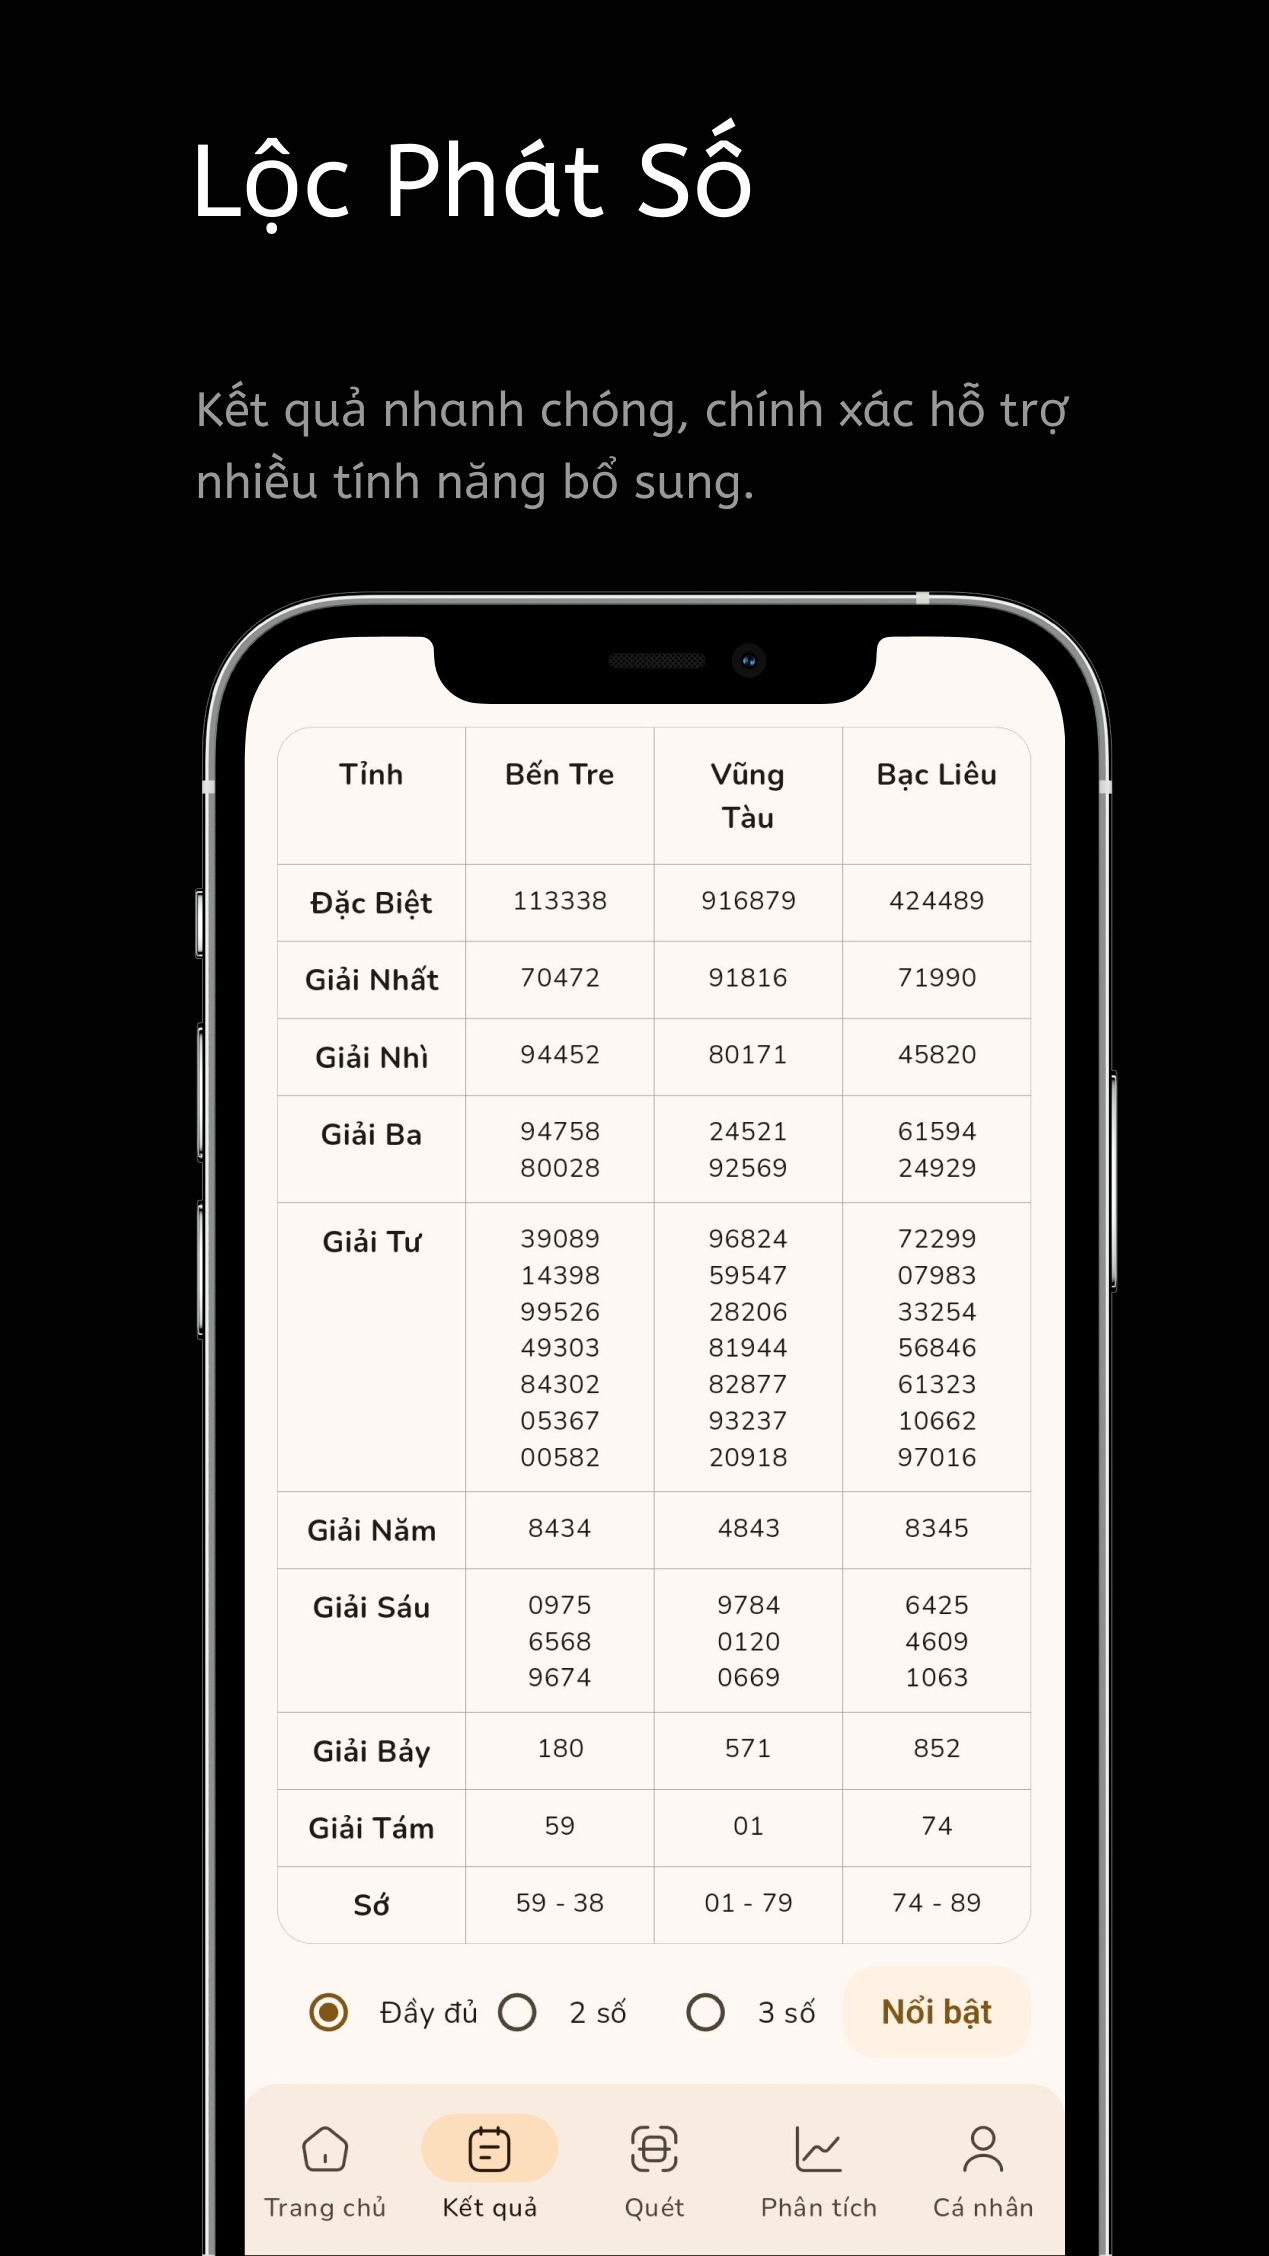 Lộc Phát Số
Kết quả nhanh chóng, chính xác hỗ trợ
nhiều tính năng bổ sung.
Tỉnh Bến Tre Vũng Tàu Bạc Liêu
Đặc Biệt 113338 916879 424489
Giải Nhất 70472 91816 71990
Giải Nhì 94452 80171 45820
Giải Ba 94758 24521 61594
80028 92569 24929
Giải Tư 39089 96824 72299
14398 59547 07983
99526 28206 33254
49303 81944 56846
84302 82877 61323
05367 93237 10662
00582 20918 97016
Giải Năm 8434 4843 8345
Giải Sáu 0975 9784 6425
6568 0120 4609
9674 0669 1063
Giải Bảy 180 571 852
Giải Tám 59 01 74
Sớ 59 - 38 01 - 79 74 - 89
Đầy đủ 2 số 3 số Nổi bật
Trang chủ Kết quả Quét Phân tích Cá nhân